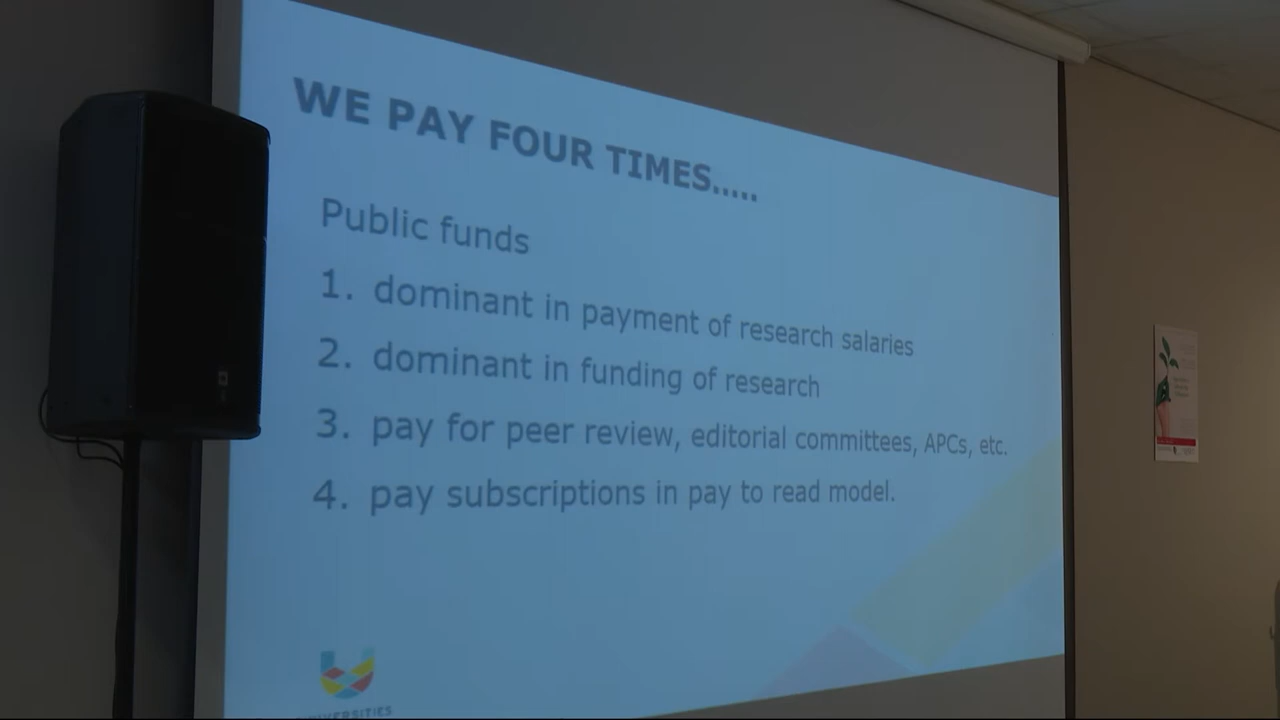 WE PAY FOUR TIMES.....
Public funds
1. dominant in payment of research salaries
2. dominant in funding of research
3. pay for peer review, editorial committees, APCs, etc.
4. pay subscriptions in pay to read model.
UNIVERSITIES